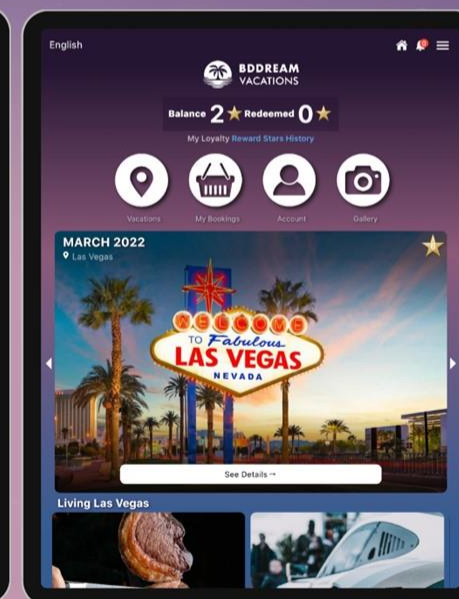 English
0
BDDREAM
VACATIONS
Balance 2 Redeemed 0
My Loyalty Reward Stars History
Vacations My Bookings Account Gallery
MARCH 2022
Las Vegas
WELCOME
TO Fabulous
LAS VEGAS
NEVADA
See Details →
Living Las Vegas